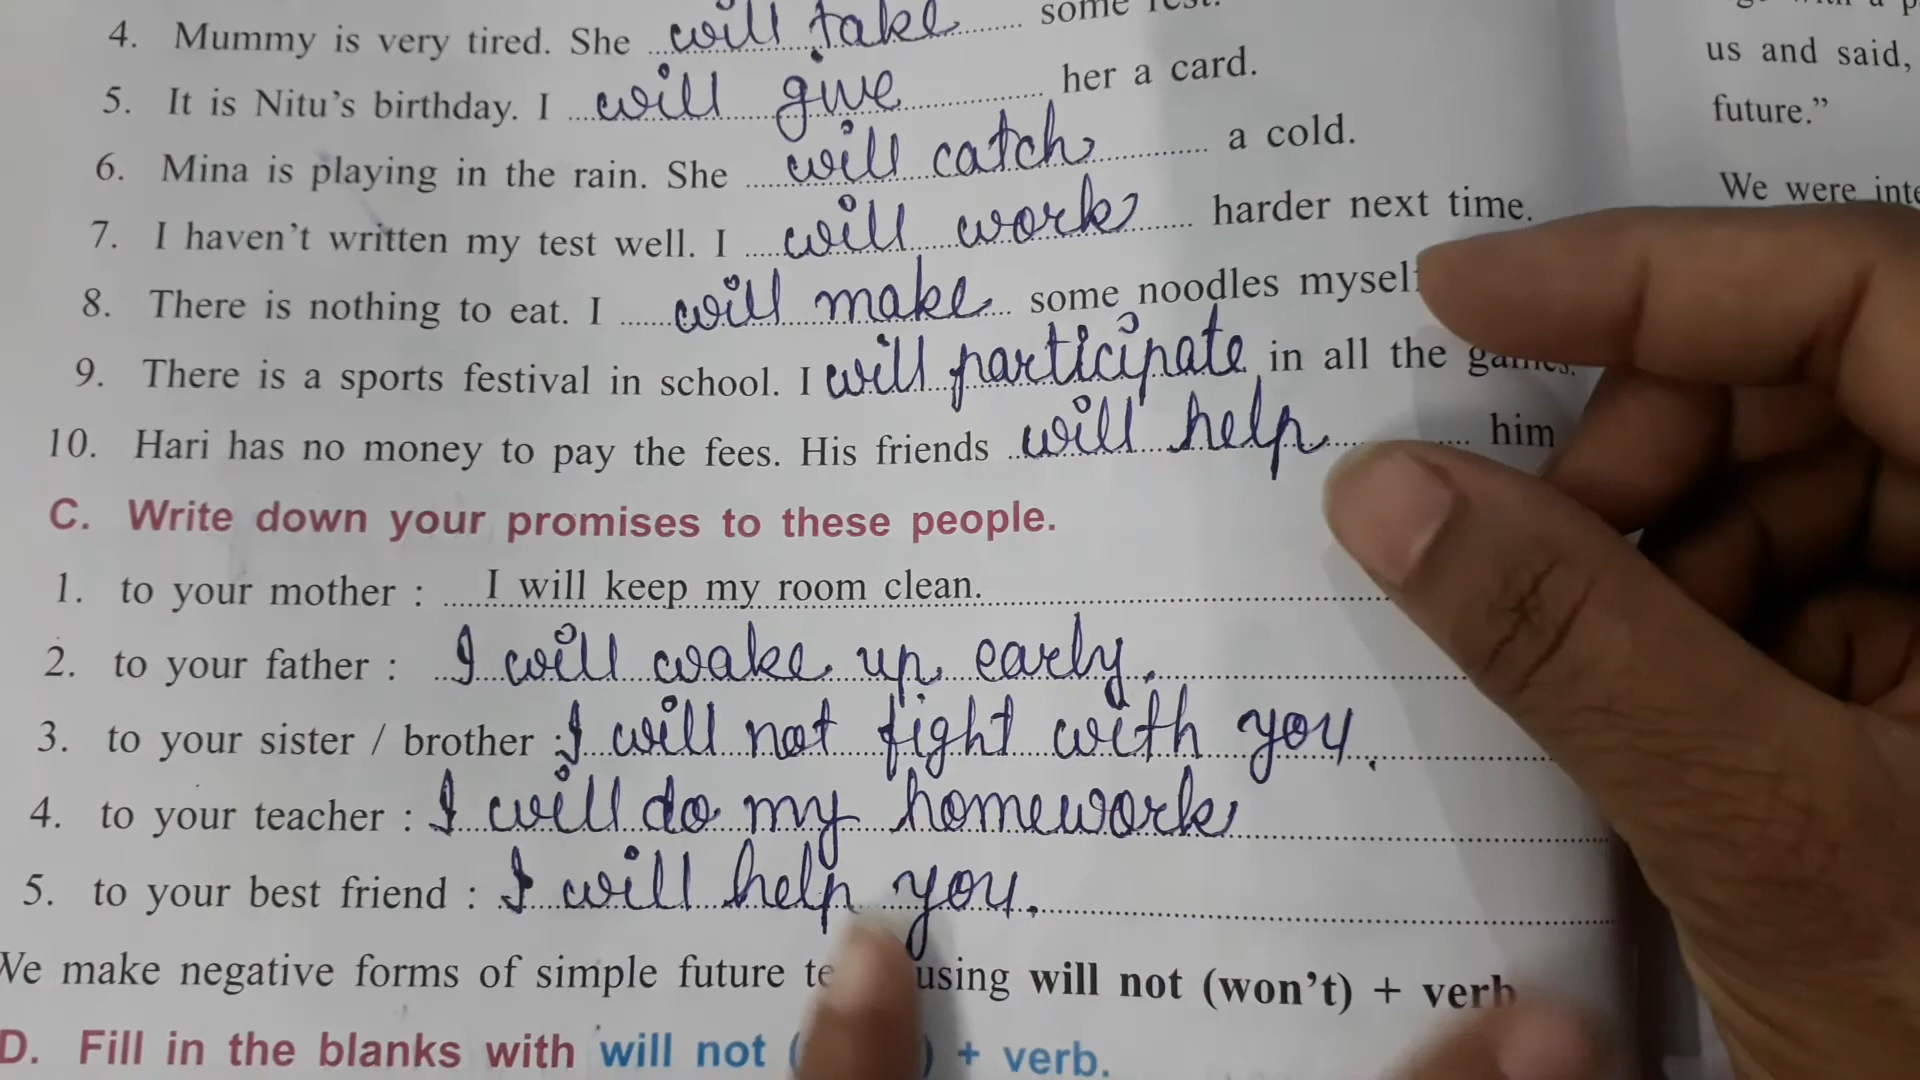 4. Mummy is very tired. She will take some rest.
5. It is Nitu's birthday. I will give her a card.
6. Mina is playing in the rain. She will catch a cold.
7. I haven't written my test well. I will work harder next time.
8. There is nothing to eat. I will make some noodles myself
9. There is a sports festival in school. I will participate in all the games.
10. Hari has no money to pay the fees. His friends will help him
C. Write down your promises to these people.
1. to your mother : I will keep my room clean.
2. to your father : I will wake up early.
3. to your sister / brother : I will not fight with you.
4. to your teacher : I will do my homework
5. to your best friend : I will help you.
We make negative forms of simple future using will not (won't) + verb
D. Fill in the blanks with will not ( ) + verb.
us and said,
future."
We were